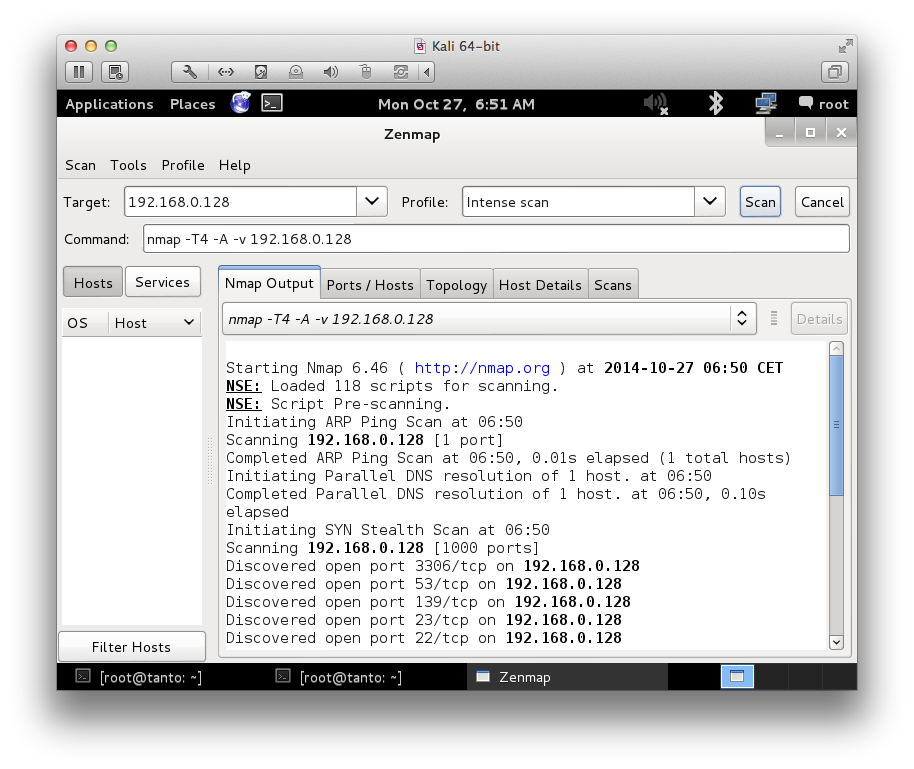 Kali 64-bit
Applications Places Mon Oct 27, 6:51 AM root
Zenmap
Scan Tools Profile Help
Target: 192.168.0.128 Profile: Intense scan Scan Cancel
Command: nmap -T4 -A -v 192.168.0.128
Hosts Services
OS Host
Nmap Output Ports / Hosts Topology Host Details Scans
nmap -T4 -A -v 192.168.0.128 Details
Starting Nmap 6.46 ( http://nmap.org ) at 2014-10-27 06:50 CET
NSE: Loaded 118 scripts for scanning.
NSE: Script Pre-scanning.
Initiating ARP Ping Scan at 06:50
Scanning 192.168.0.128 [1 port]
Completed ARP Ping Scan at 06:50, 0.01s elapsed (1 total hosts)
Initiating Parallel DNS resolution of 1 host. at 06:50
Completed Parallel DNS resolution of 1 host. at 06:50, 0.10s
elapsed
Initiating SYN Stealth Scan at 06:50
Scanning 192.168.0.128 [1000 ports]
Discovered open port 3306/tcp on 192.168.0.128
Discovered open port 53/tcp on 192.168.0.128
Discovered open port 139/tcp on 192.168.0.128
Discovered open port 23/tcp on 192.168.0.128
Discovered open port 22/tcp on 192.168.0.128
Filter Hosts
[root@tanto: ~] [root@tanto: ~] Zenmap